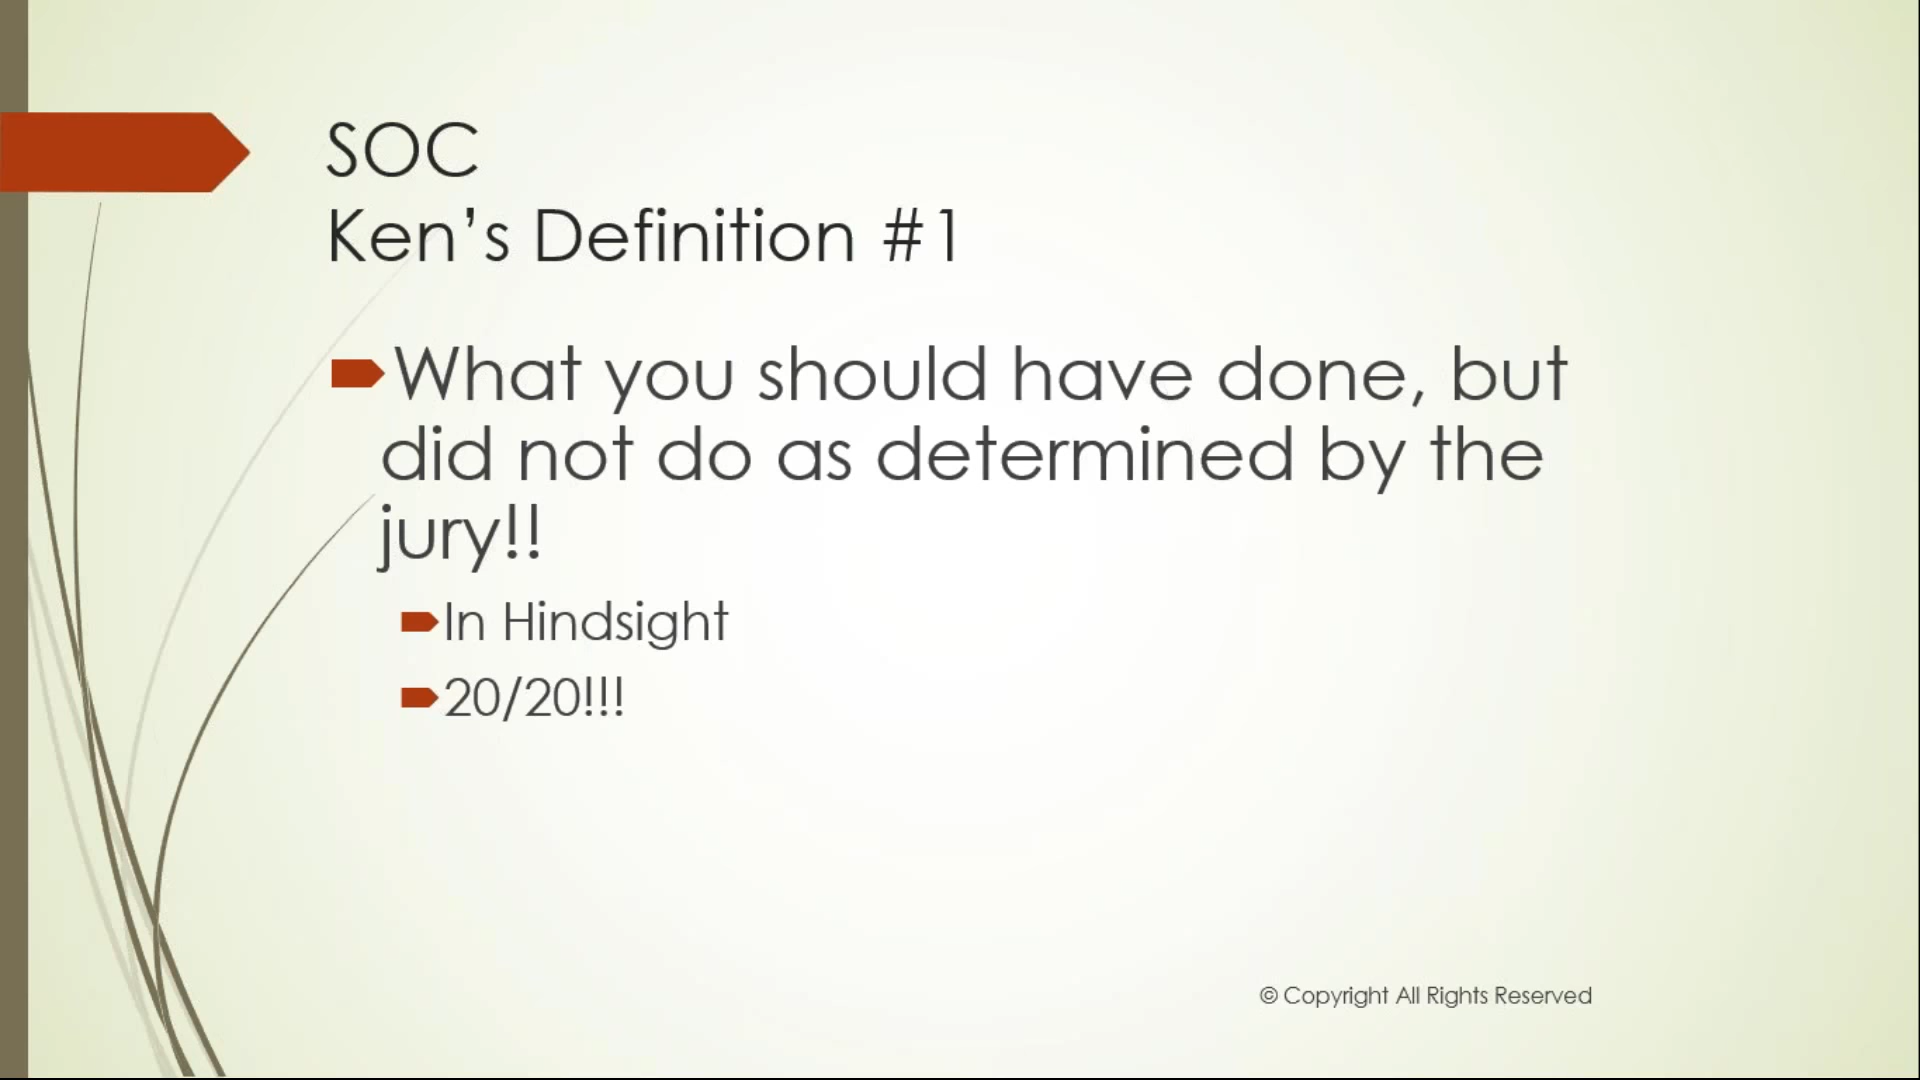 SOC
Ken’s Definition #1
What you should have done, but
did not do as determined by the
jury!!
In Hindsight
20/20!!!
© Copyright All Rights Reserved